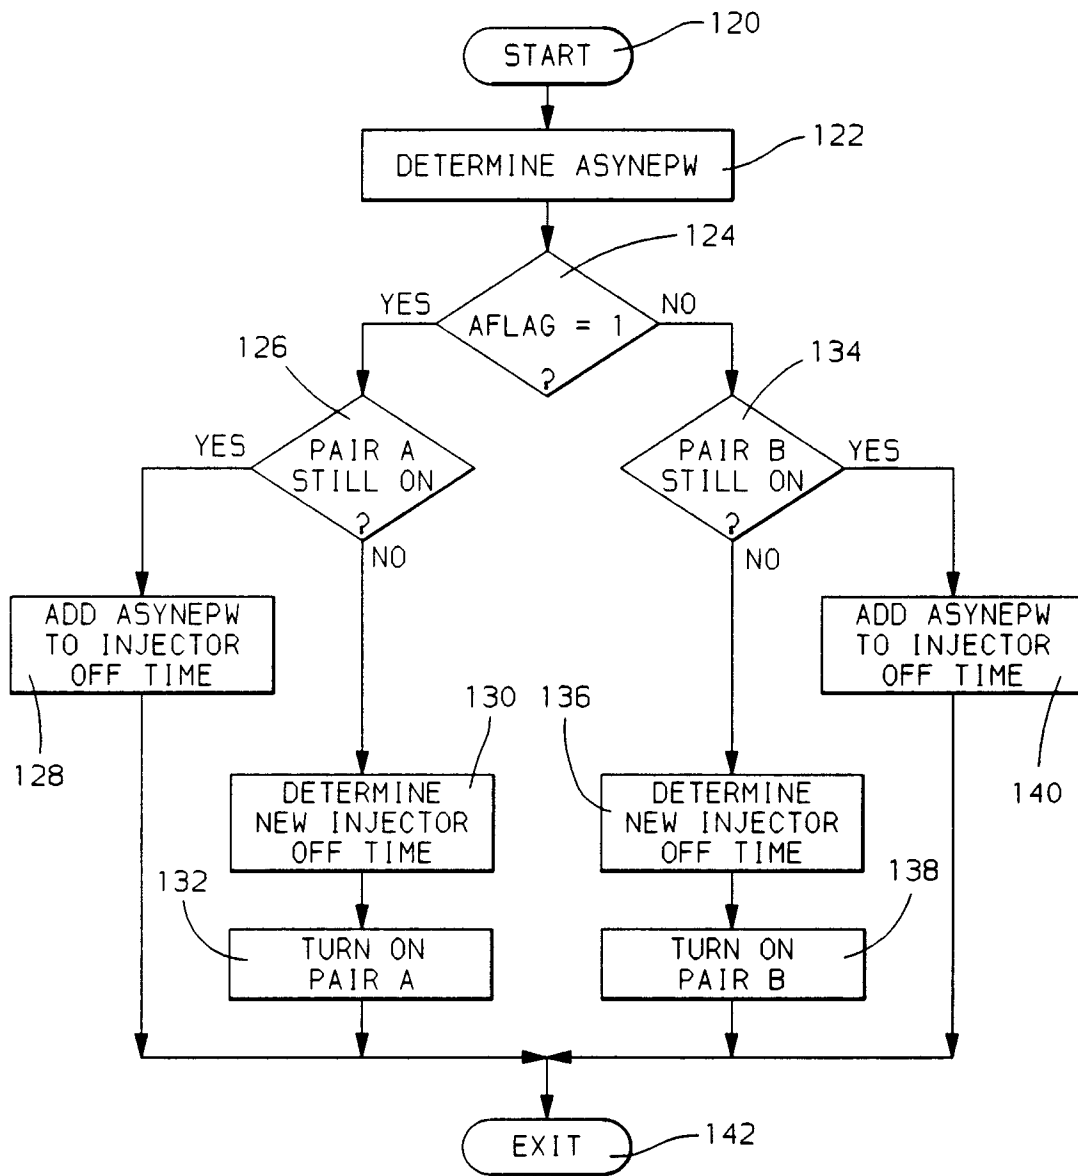 START
120
DETERMINE ASYNEPW
122
124
YES
NO
AFLAG = 1
?
126
134
YES
PAIR A
STILL ON
?
NO
PAIR B
STILL ON
?
NO
YES
ADD ASYNEPW
TO INJECTOR
OFF TIME
128
ADD ASYNEPW
TO INJECTOR
OFF TIME
140
130
136
DETERMINE
NEW INJECTOR
OFF TIME
DETERMINE
NEW INJECTOR
OFF TIME
132
138
TURN ON
PAIR A
TURN ON
PAIR B
EXIT
142